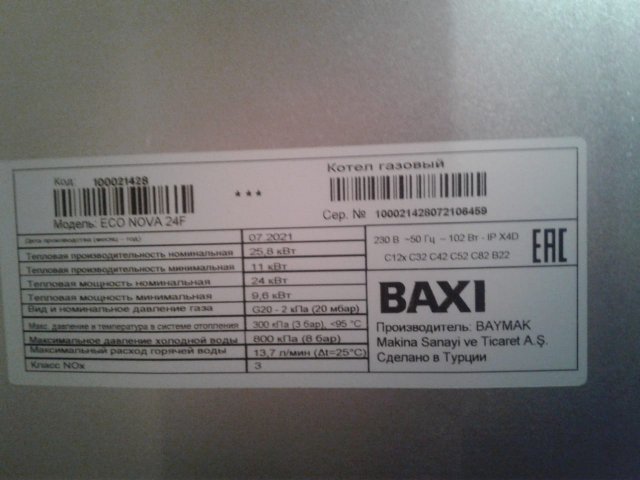 Код: 100021428
Модель: ECO NOVA 24F
* * *
Котел газовый
Сер. № 100021428072106459
Дата производства (месяц - год) 07.2021
Тепловая производительность номинальная 25,8 кВт
Тепловая производительность минимальная 11 кВт
Тепловая мощность номинальная 24 кВт
Тепловая мощность минимальная 9,6 кВт
Вид и номинальное давление газа G20 - 2 кПа (20 мбар)
Макс. давление и температура в системе отопления 300 кПа (3 бар), <95 °C
Максимальное давление холодной воды 800 кПа (8 бар)
Максимальный расход горячей воды 13,7 л/мин (Δt=25°C)
Класс NOx 3
230 В ~50 Гц ~ 102 Вт - IP X4D
C12x C32 C42 C52 C82 B22
EAC
BAXI
Производитель: BAYMAK
Makina Sanayi ve Ticaret A.Ş.
Сделано в Турции